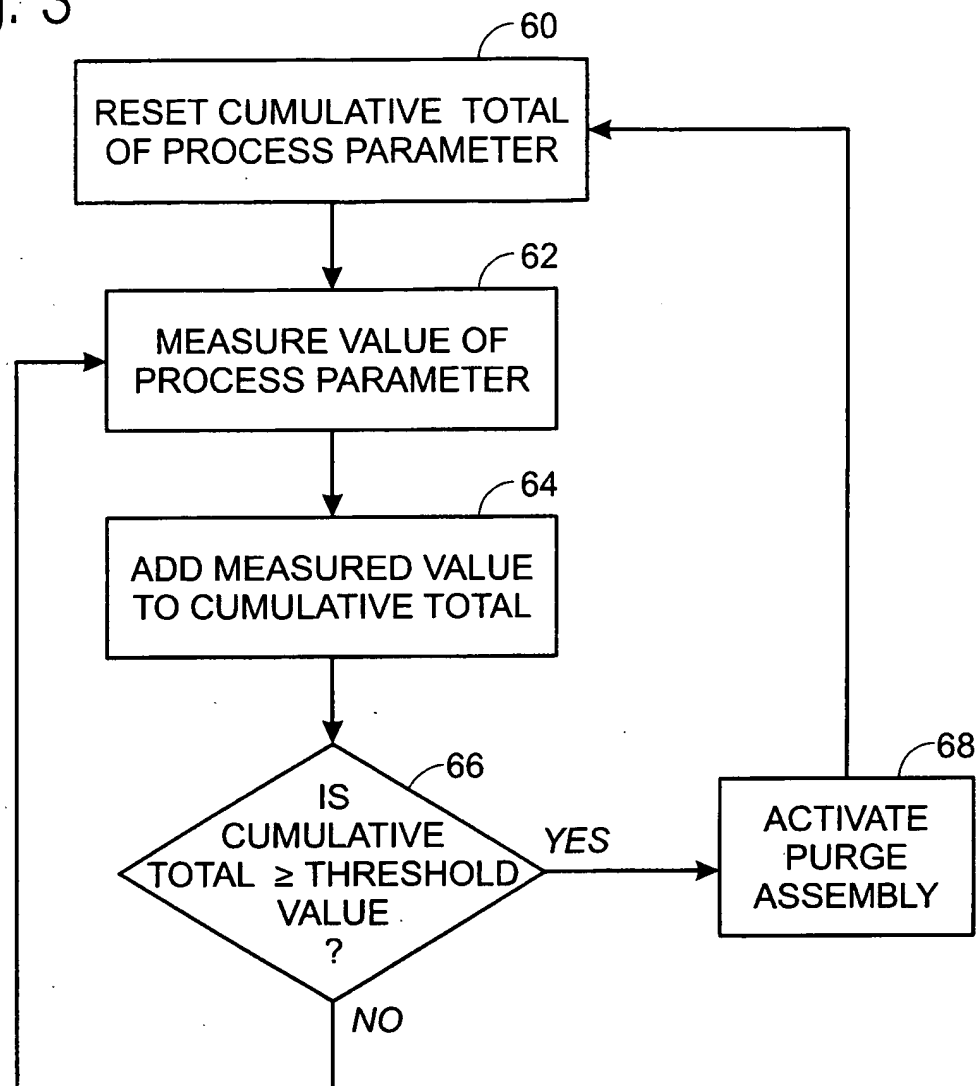 g. 3
60
RESET CUMULATIVE TOTAL
OF PROCESS PARAMETER
62
MEASURE VALUE OF
PROCESS PARAMETER
64
ADD MEASURED VALUE
TO CUMULATIVE TOTAL
66
IS
CUMULATIVE
TOTAL ≥ THRESHOLD
VALUE
?
YES
68
ACTIVATE
PURGE
ASSEMBLY
NO